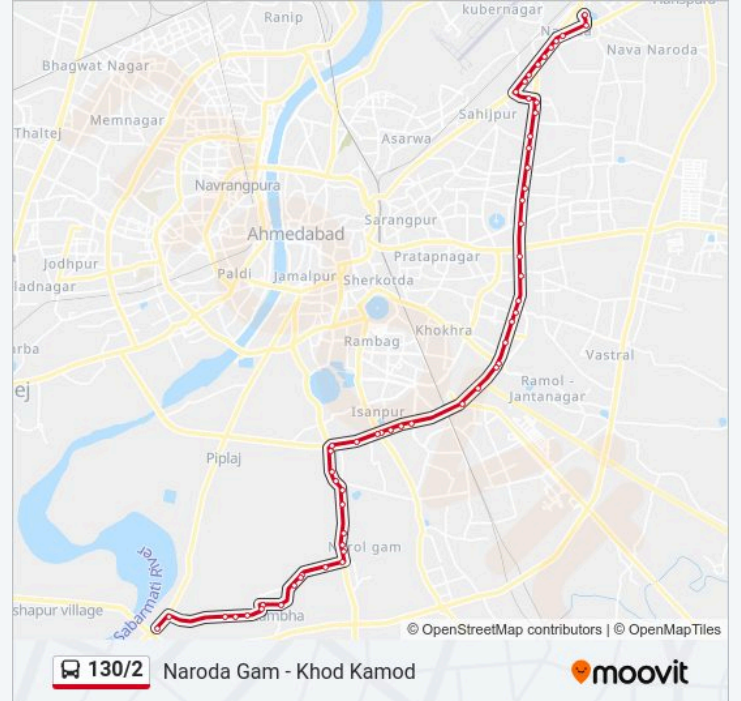 kubernagar
Hanspura
Ranip
Nava Naroda
Bhagwat Nagar
Sahijpur
Memnagar
Thaltej
Asarwa
Navrangpura
Sarangpur
Ahmedabad
Pratapnagar
Jodhpur
Paldi
Jamalpur
Sherkotda
ladnagar
Khokhra
Rambag
arba
Vastral
ej
Ramol -
Jantanagar
Isanpur
Piplaj
rol gam
Sabarmati River
shapur village
mbha
© OpenStreetMap contributors | © OpenMapTiles
130/2 Naroda Gam - Khod Kamod
moovit